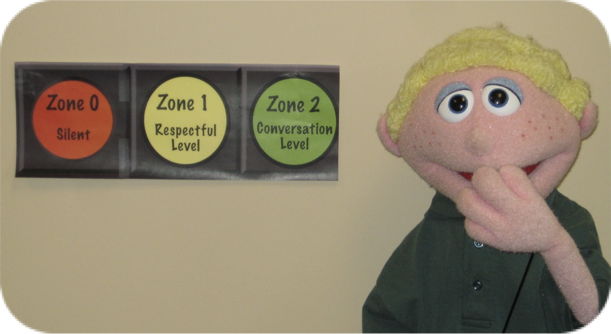 Zone 0
Silent
Zone 1
Respectful
Level
Zone 2
Conversation
Level